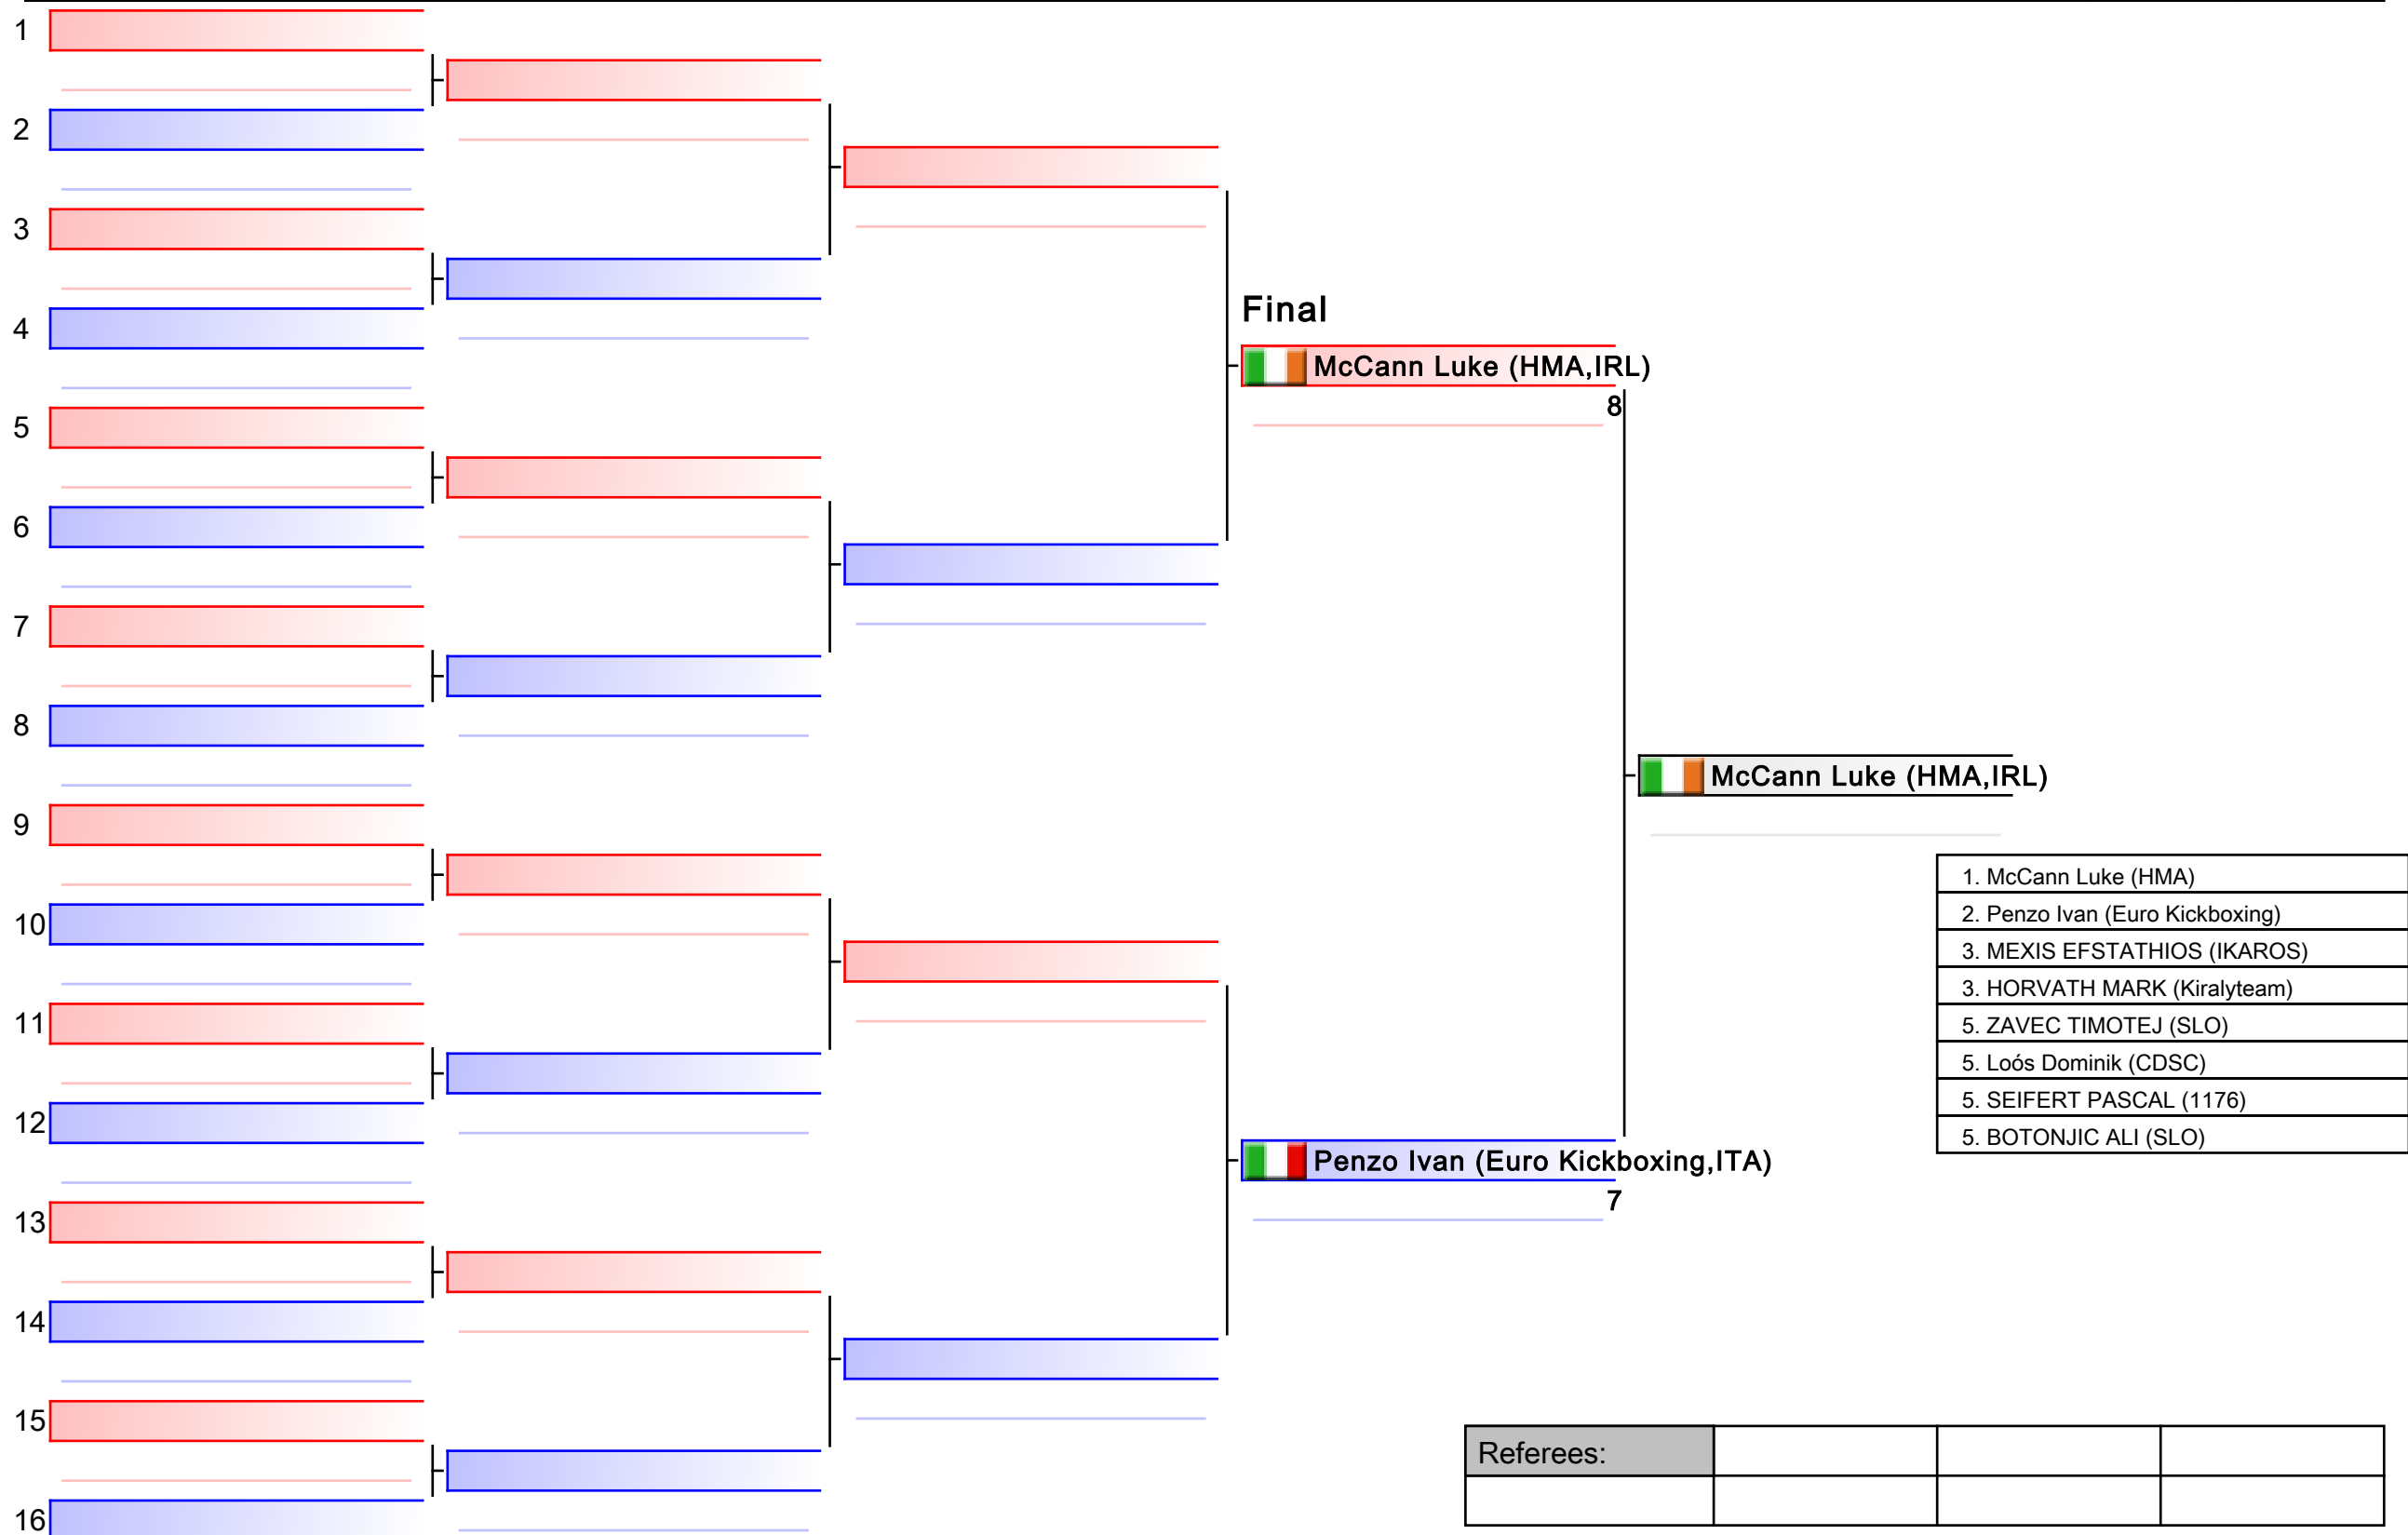 1
2
3
4
5
6
7
8
9
10
11
12
13
14
15
16
Final
McCann Luke (HMA,IRL)
8
McCann Luke (HMA,IRL)
Penzo Ivan (Euro Kickboxing,ITA)
7
1. McCann Luke (HMA)
2. Penzo Ivan (Euro Kickboxing)
3. MEXIS EFSTATHIOS (IKAROS)
3. HORVATH MARK (Kiralyteam)
5. ZAVEC TIMOTEJ (SLO)
5. Loós Dominik (CDSC)
5. SEIFERT PASCAL (1176)
5. BOTONJIC ALI (SLO)
Referees: